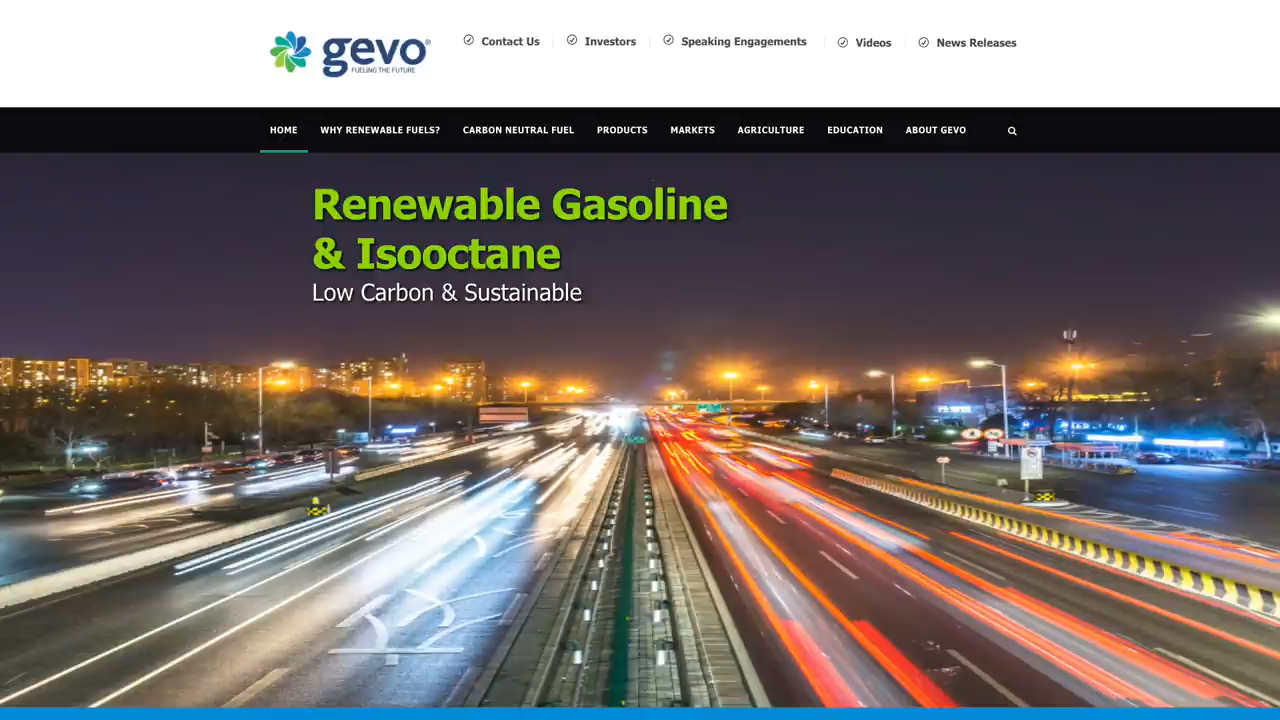 gevo®
FUELING THE FUTURE
Contact Us
Investors
Speaking Engagements
Videos
News Releases
HOME
WHY RENEWABLE FUELS?
CARBON NEUTRAL FUEL
PRODUCTS
MARKETS
AGRICULTURE
EDUCATION
ABOUT GEVO
Renewable Gasoline
& Isooctane
Low Carbon & Sustainable